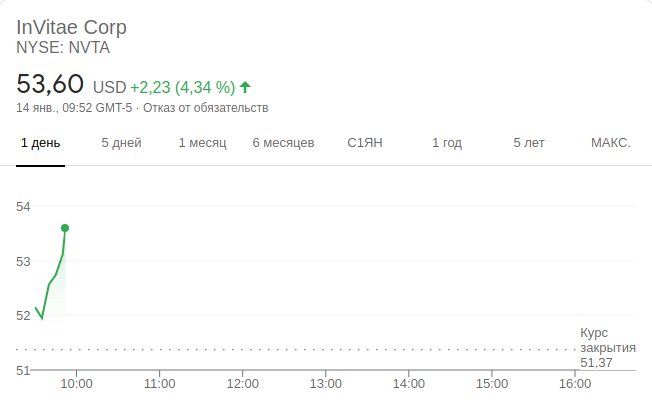 InVitae Corp
NYSE: NVTA
53,60 USD +2,23 (4,34 %)
14 янв., 09:52 GMT-5 · Отказ от обязательств
1 день 5 дней 1 месяц 6 месяцев С1ЯН 1 год 5 лет МАКС.
54
53
52
Курс
закрытия
51,37
51
10:00 11:00 12:00 13:00 14:00 15:00 16:00